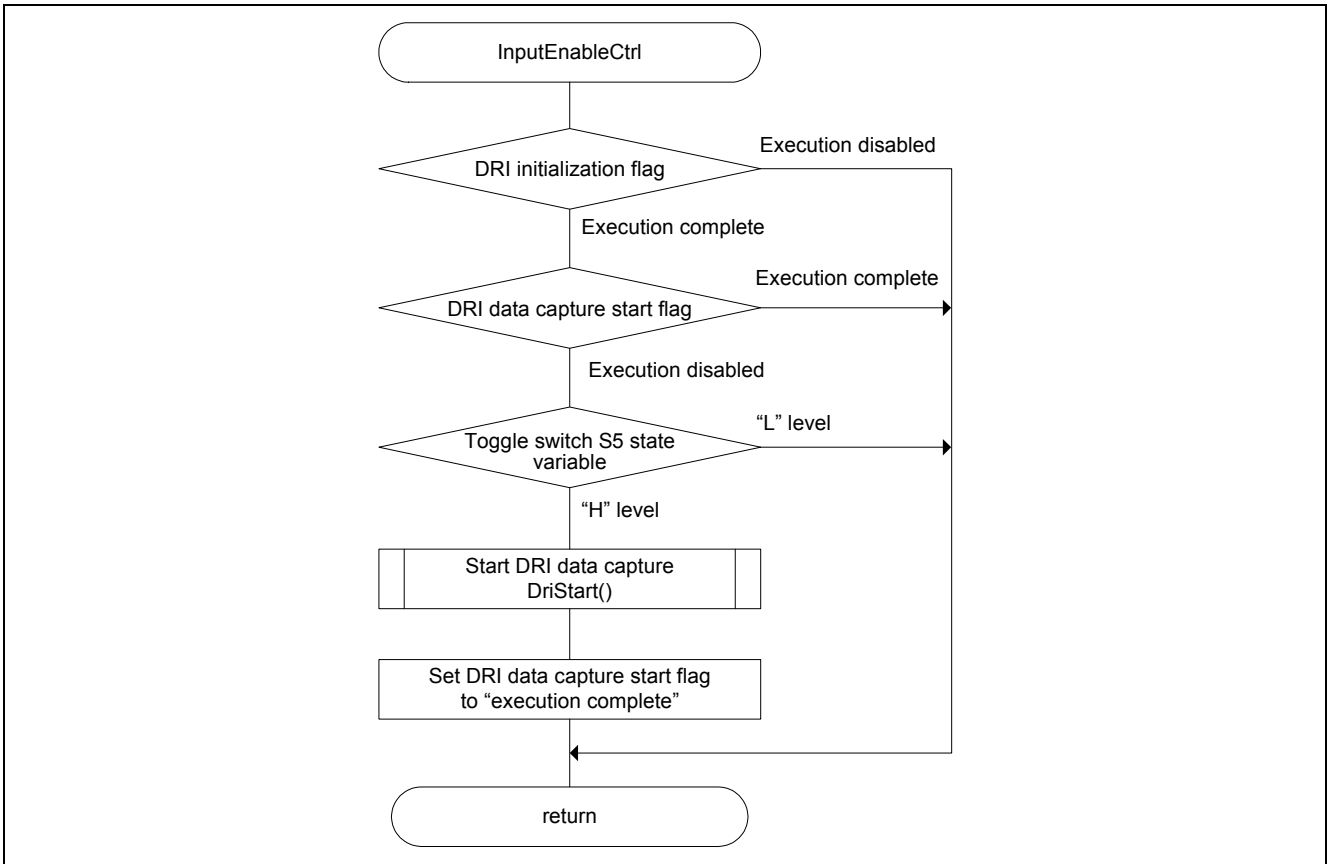 InputEnableCtrl
Execution disabled
DRI initialization flag
Execution complete
Execution complete
DRI data capture start flag
Execution disabled
“L” level
Toggle switch S5 state
variable
“H” level
Start DRI data capture
DriStart()
Set DRI data capture start flag
to “execution complete”
return